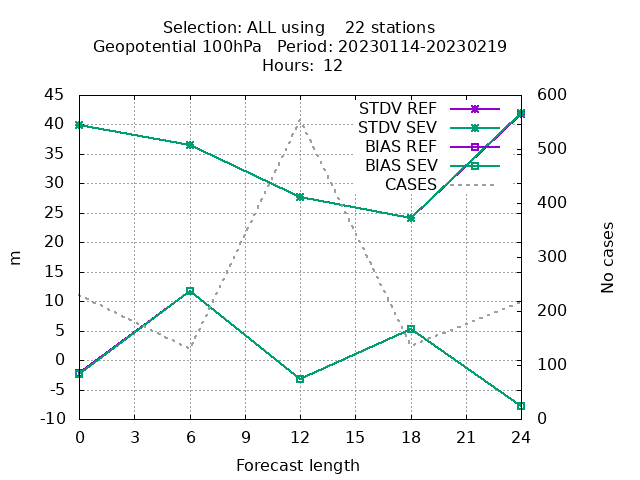 Selection: ALL using    22 stations
Geopotential 100hPa   Period: 20230114-20230219
Hours: 12
45
40
35
30
25
20
15
10
5
0
-5
-10
m
STDV REF
STDV SEV
BIAS REF
BIAS SEV
CASES
600
500
400
300
200
100
0
No cases
0 3 6 9 12 15 18 21 24
Forecast length